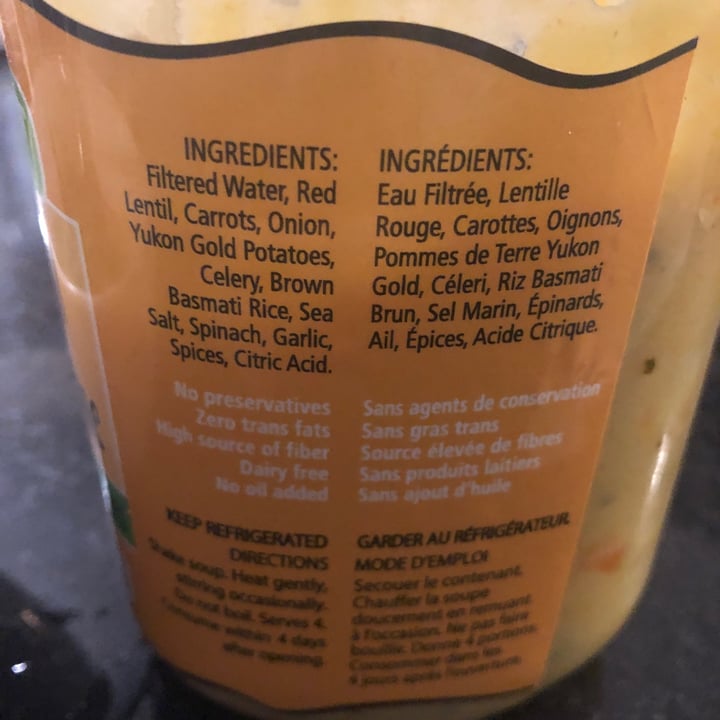 INGREDIENTS:
Filtered Water, Red
Lentil, Carrots, Onion,
Yukon Gold Potatoes,
Celery, Brown
Basmati Rice, Sea
Salt, Spinach, Garlic,
Spices, Citric Acid.
No preservatives
Zero trans fats
High source of fiber
Dairy free
No oil added
KEEP REFRIGERATED
DIRECTIONS
Shake soup. Heat gently,
stirring occasionally.
Do not boil. Serves 4.
Consume within 4 days
after opening.
INGRÉDIENTS:
Eau Filtrée, Lentille
Rouge, Carottes, Oignons,
Pommes de Terre Yukon
Gold, Céleri, Riz Basmati
Brun, Sel Marin, Épinards,
Ail, Épices, Acide Citrique.
Sans agents de conservation
Sans gras trans
Source élevée de fibres
Sans produits laitiers
Sans ajout d'huile
GARDER AU RÉFRIGÉRATEUR
MODE D'EMPLOI
Secouer le contenant.
Chauffer la soupe
doucement en remuant
à l'occasion. Ne pas faire
bouillir. Donne 4 portions.
Consommer dans les
4 jours après l'ouverture.